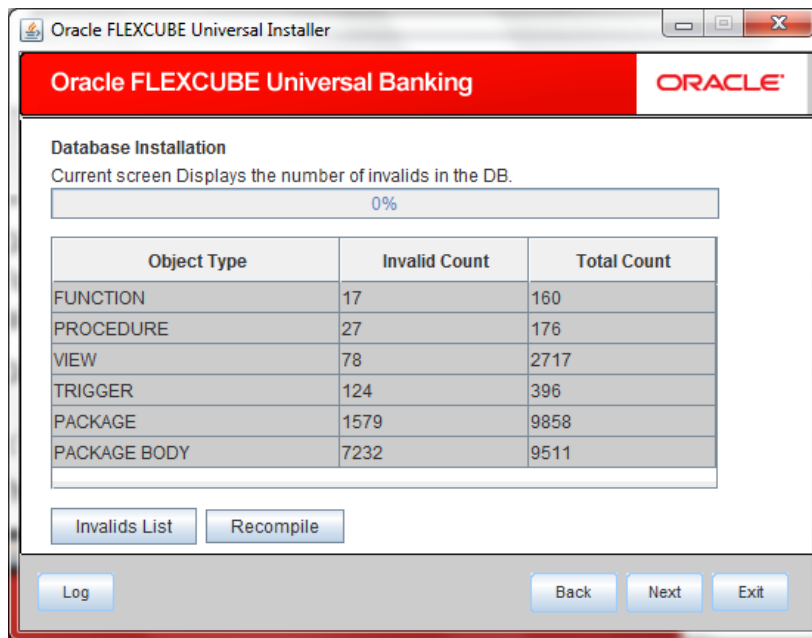 Oracle FLEXCUBE Universal Installer
Oracle FLEXCUBE Universal Banking ORACLE
Database Installation
Current screen Displays the number of invalids in the DB.
0%
Object Type Invalid Count Total Count
FUNCTION 17 160
PROCEDURE 27 176
VIEW 78 2717
TRIGGER 124 396
PACKAGE 1579 9858
PACKAGE BODY 7232 9511
Invalids List Recompile
Log Back Next Exit